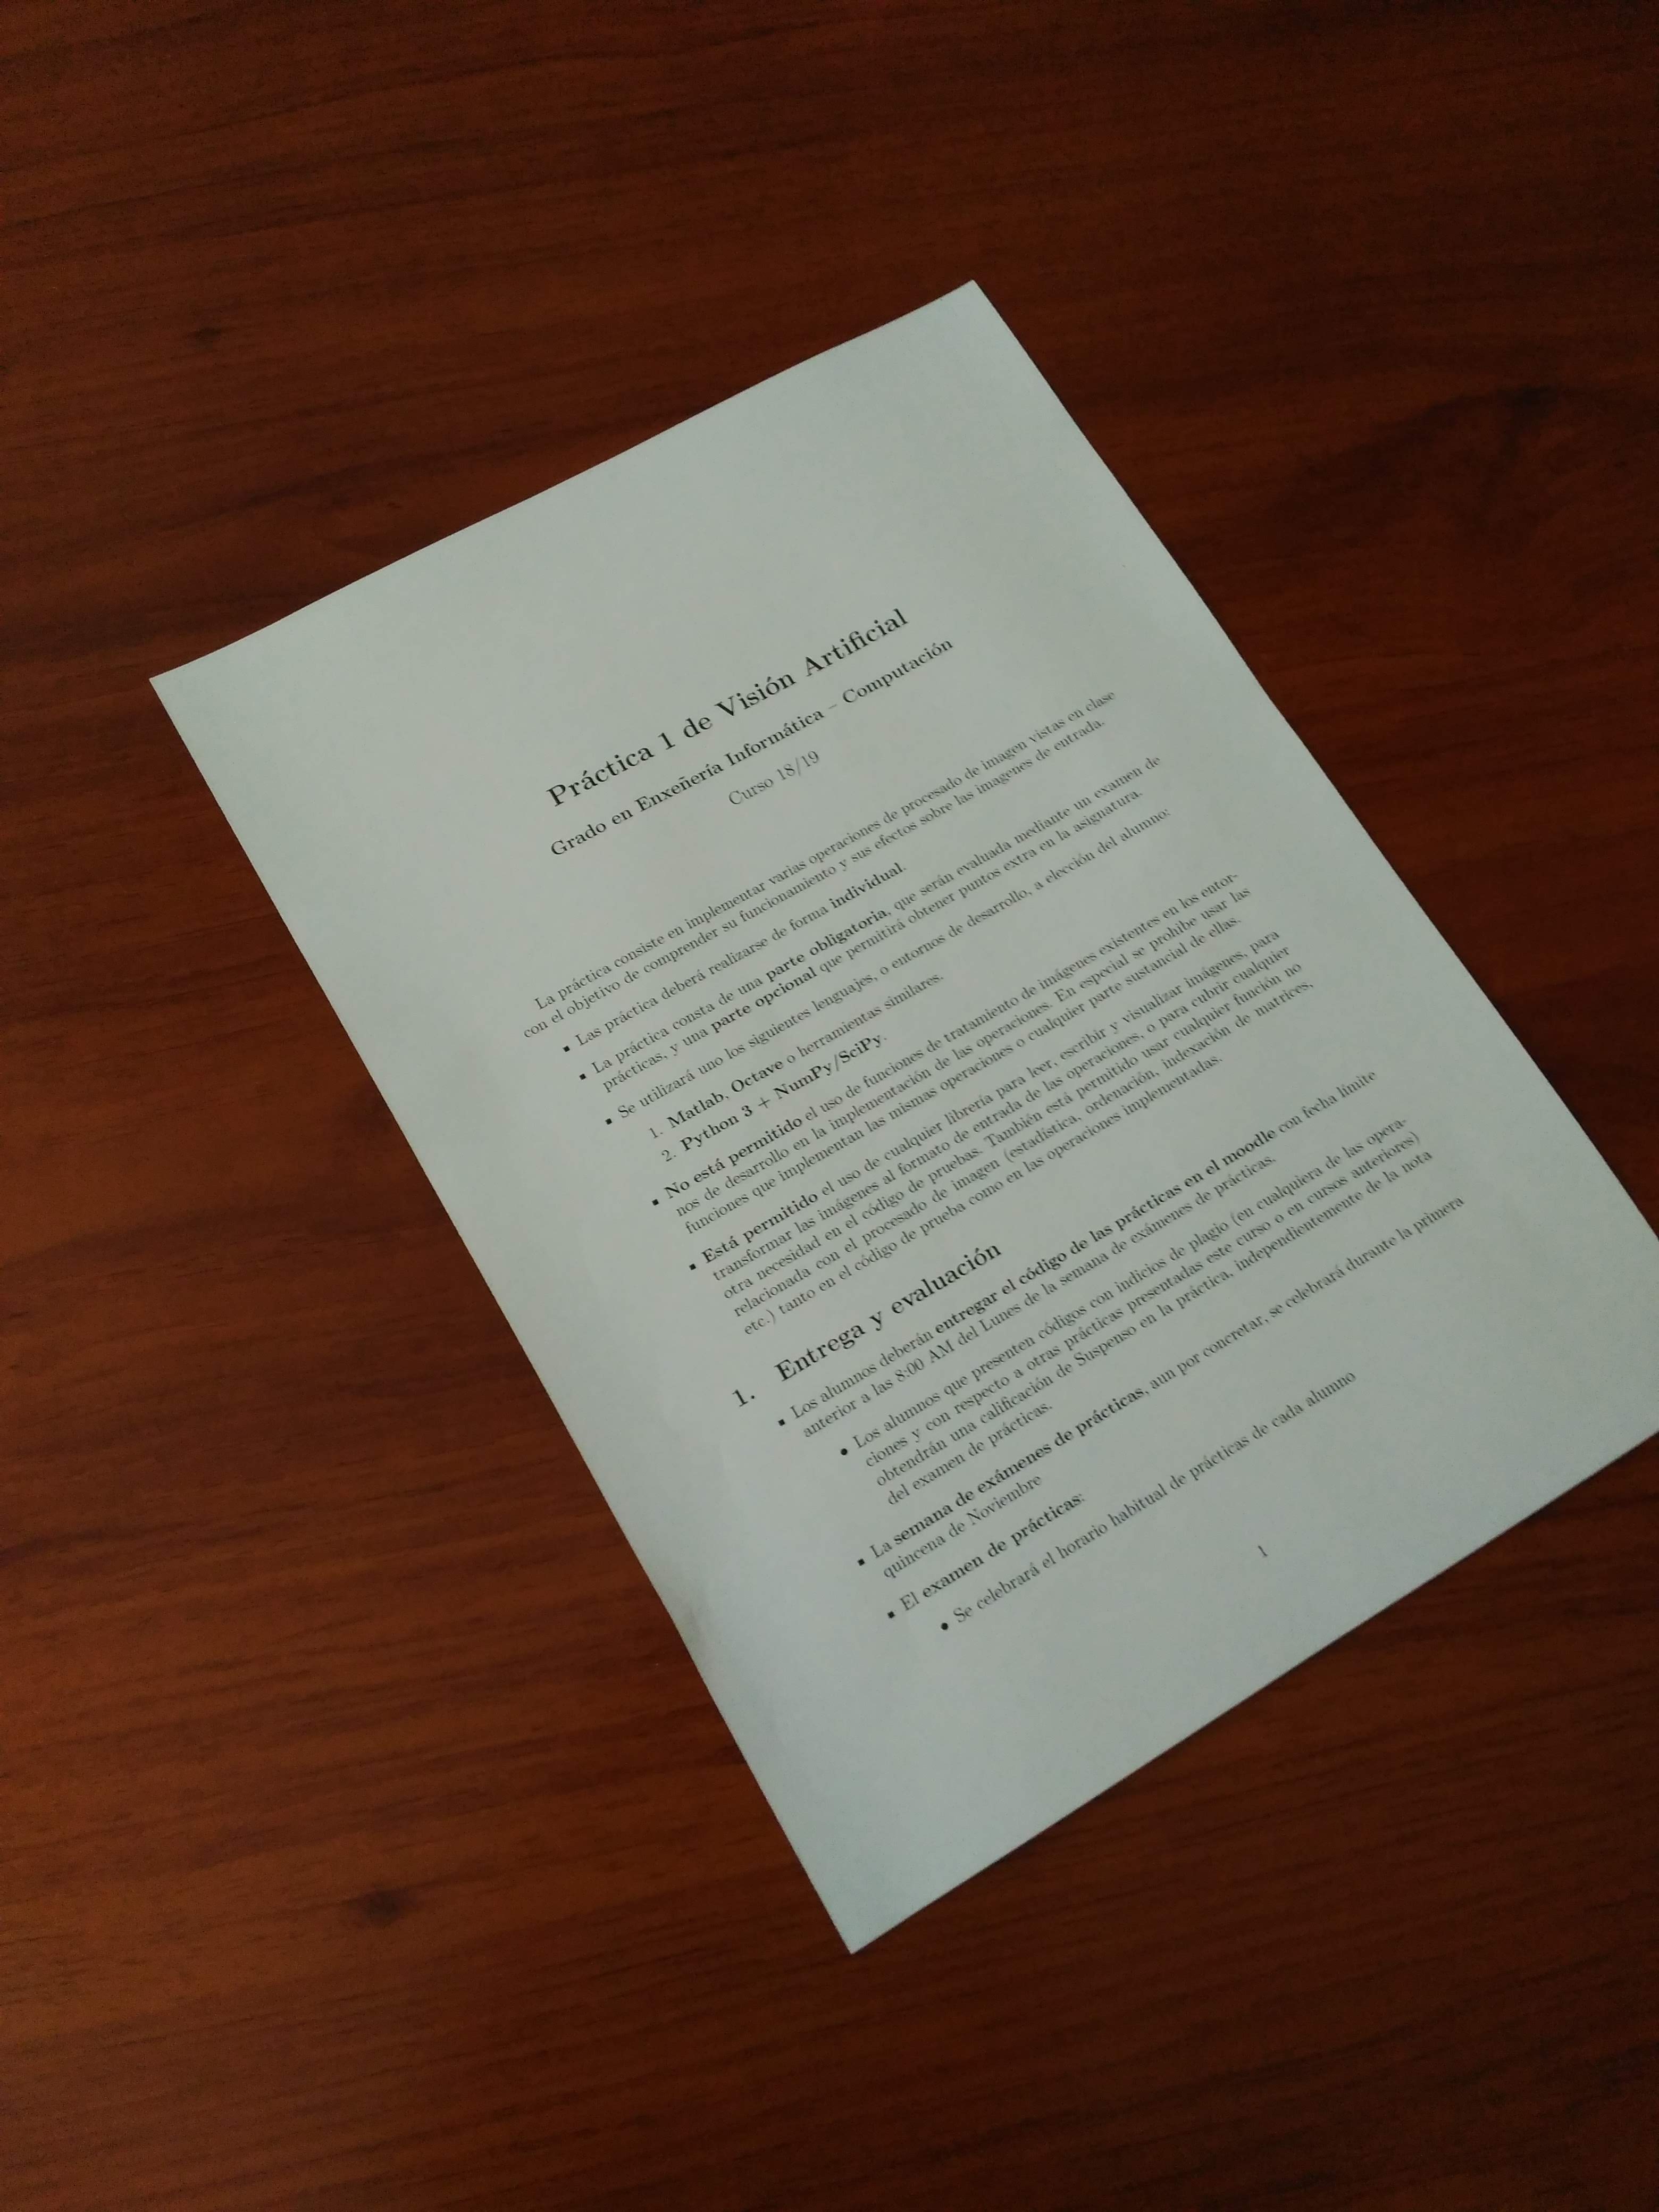 Práctica 1 de Visión Artificial
Grado en Enxeñería Informática – Computación
Curso 18/19
La práctica consiste en implementar varias operaciones de procesado de imagen vistas en clase
con el objetivo de comprender su funcionamiento y sus efectos sobre las imagenes de entrada.
▪ Las práctica deberá realizarse de forma individual.
▪ La práctica consta de una parte obligatoria, que serán evaluada mediante un examen de
prácticas, y una parte opcional que permitirá obtener puntos extra en la asignatura.
▪ Se utilizará uno los siguientes lenguajes, o entornos de desarrollo, a elección del alumno:
1. Matlab, Octave o herramientas similares.
2. Python 3 + NumPy/SciPy.
▪ No está permitido el uso de funciones de tratamiento de imágenes existentes en los entor-
nos de desarrollo en la implementación de las operaciones. En especial se prohibe usar las
funciones que implementan las mismas operaciones o cualquier parte sustancial de ellas.
▪ Está permitido el uso de cualquier librería para leer, escribir y visualizar imágenes, para
transformar las imágenes al formato de entrada de las operaciones, o para cubrir cualquier
otra necesidad en el código de pruebas. También está permitido usar cualquier función no
relacionada con el procesado de imagen (estadística, ordenación, indexación de matrices,
etc.) tanto en el código de prueba como en las operaciones implementadas.
1. Entrega y evaluación
▪ Los alumnos deberán entregar el código de las prácticas en el moodle con fecha límite
anterior a las 8:00 AM del Lunes de la semana de exámenes de prácticas.
• Los alumnos que presenten códigos con indicios de plagio (en cualquiera de las opera-
ciones y con respecto a otras prácticas presentadas este curso o en cursos anteriores)
obtendrán una calificación de Suspenso en la práctica, independientemente de la nota
del examen de prácticas.
▪ La semana de exámenes de prácticas, aun por concretar, se celebrará durante la primera
quincena de Noviembre
▪ El examen de prácticas:
• Se celebrará el horario habitual de prácticas de cada alumno
1